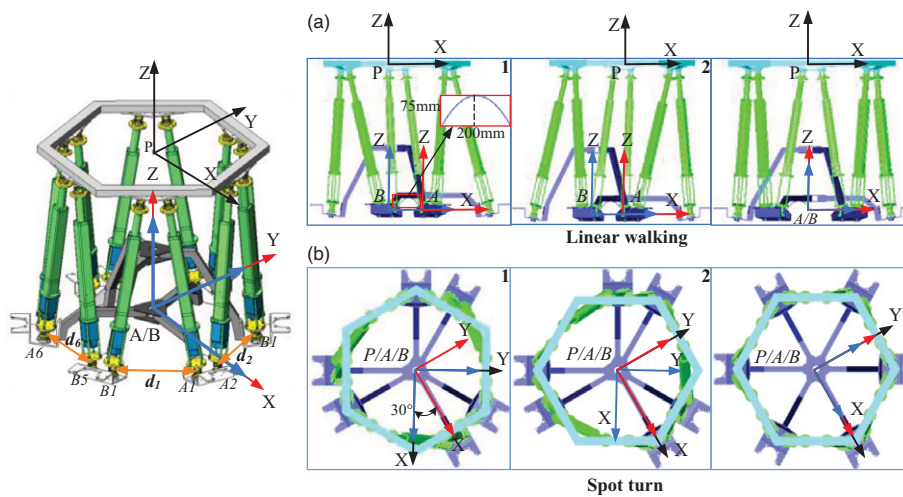 Z
Y
P
X
Z
Y
A/B
d6
d2
B1
A6
B5
d1
B1
A1
A2
X
(a)
Z
X
P
1
75mm
200mm
Z
Z
B
A
X
Z
X
P
2
Z
Z
B
A
X
Z
X
P
Z
X
A/B
Linear walking
(b)
1
Y
P/A/B
Y
30°
X
X
2
Y
P/A/B
Y
X
X
Y
P/A/B
X
X
Spot turn